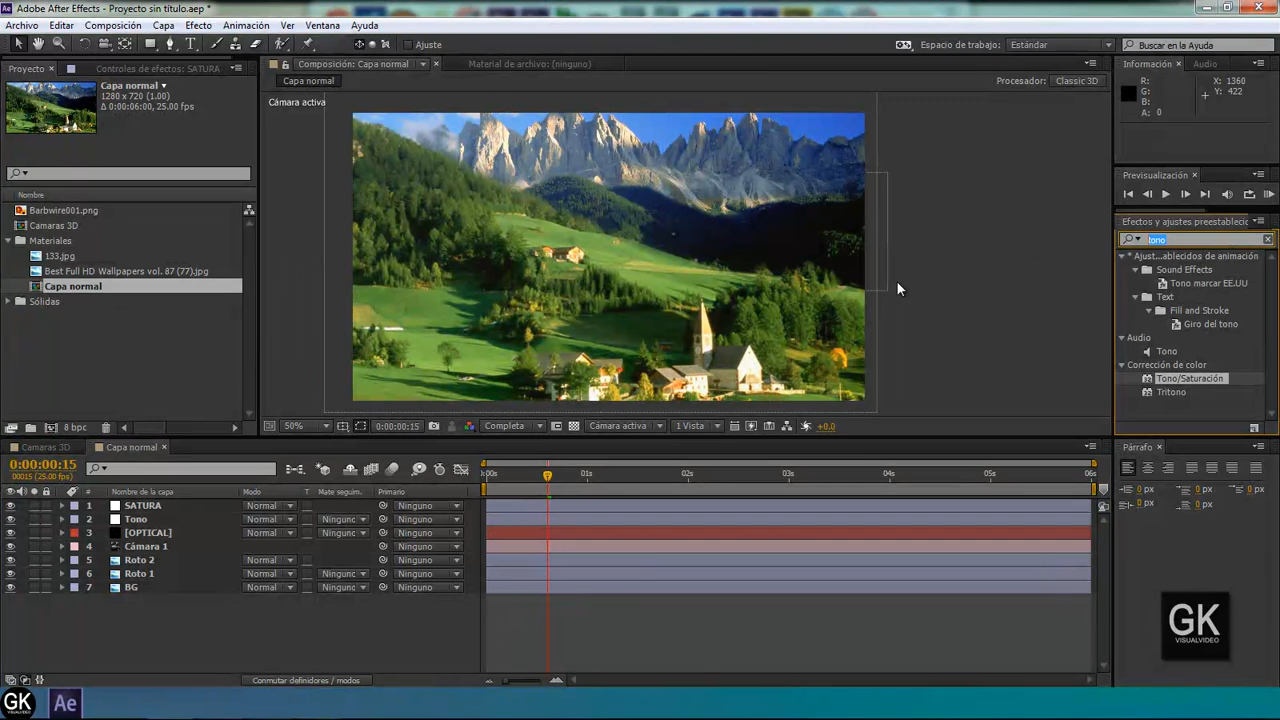 Ae Adobe After Effects - Proyecto sin título.aep *
Archivo Editar Composición Capa Efecto Animación Ver Ventana Ayuda
Ajuste Espacio de trabajo: Estándar Buscar en la Ayuda
Proyecto Controles de efectos: SATURA Composición: Capa normal Material de archivo: (ninguno) Información Audio
Capa normal
1280 x 720 (1.00)
Δ 0:00:06:00, 25.00 fps
Capa normal Procesador: Classic 3D
Cámara activa
R: X: 1360
G: Y: 422
B:
A: 0
Previsualización
Efectos y ajustes preestablecic
tono
* Ajust...ablecidos de animación
Sound Effects
Tono marcar EE.UU
Text
Fill and Stroke
Giro del tono
Audio
Tono
Corrección de color
Tono/Saturación
Tritono
Nombre
Barbwire001.png
Camaras 3D
Materiales
133.jpg
Best Full HD Wallpapers vol. 87 (77).jpg
Capa normal
Sólidas
8 bpc
50% 0:00:00:15 Completa Cámara activa 1 Vista +0,0
Camaras 3D Capa normal Párrafo
0:00:00:15
00015 (25.00 fps)
:00s 01s 02s 03s 04s 05s 06s
# Nombre de la capa Modo T Mate seguim. Primario
1 SATURA Normal Ninguno
2 Tono Normal Ninguno Ninguno
3 [OPTICAL] Normal Ninguno Ninguno
4 Cámara 1 Ninguno
5 Roto 2 Normal Ninguno
6 Roto 1 Normal Ninguno Ninguno
7 BG Normal Ninguno Ninguno
0 px 0 px 0 px
0 px 0 px
GK
VISUALVIDEO
Conmutar definidores / modos
GK Ae